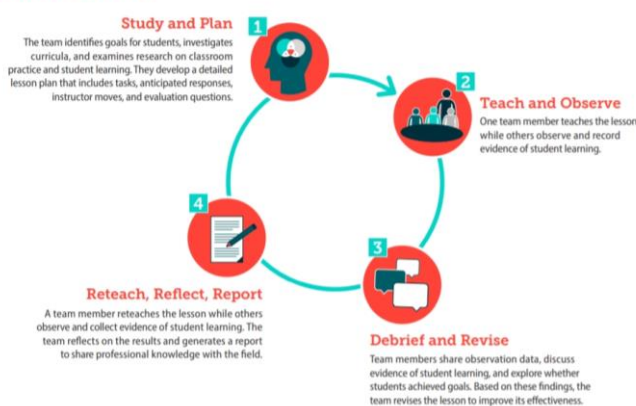 Study and Plan
1
The team identifies goals for students, investigates
curricula, and examines research on classroom
practice and student learning. They develop a detailed
lesson plan that includes tasks, anticipated responses,
instructor moves, and evaluation questions.
2
Teach and Observe
One team member teaches the lesson
while others observe and record
evidence of student learning.
3
Debrief and Revise
Team members share observation data, discuss
evidence of student learning, and explore whether
students achieved goals. Based on these findings, the
team revises the lesson to improve its effectiveness.
4
Reteach, Reflect, Report
A team member reteaches the lesson while others
observe and collect evidence of student learning. The
team reflects on the results and generates a report
to share professional knowledge with the field.